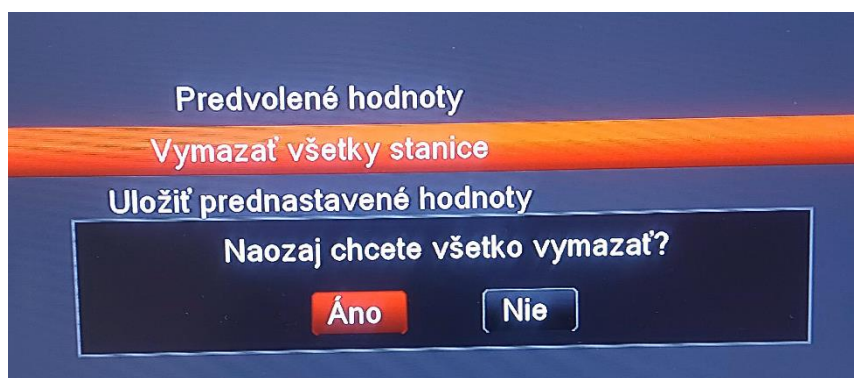 Predvolené hodnoty
Vymazať všetky stanice
Uložiť prednastavené hodnoty
Naozaj chcete všetko vymazať?
Áno
Nie